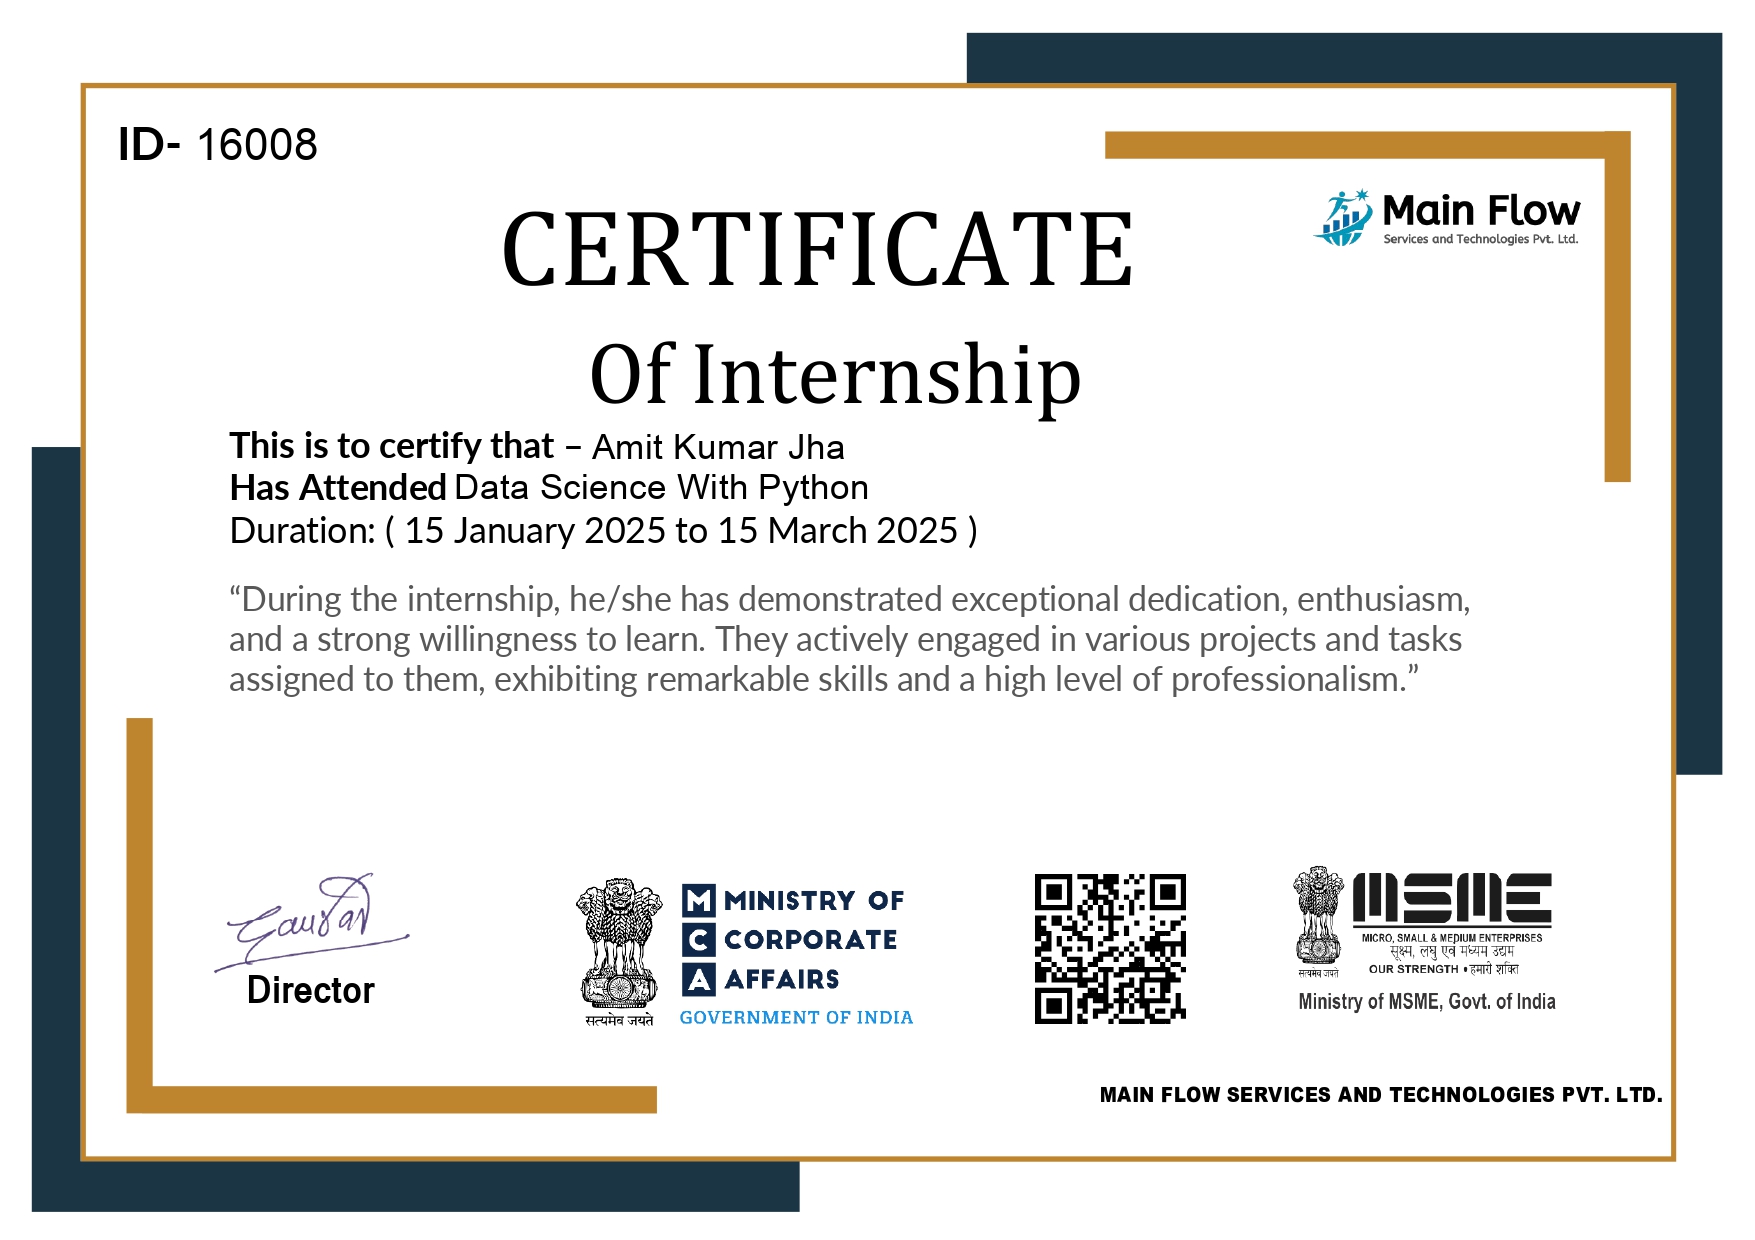 ID- 16008
Main Flow
Services and Technologies Pvt. Ltd.
CERTIFICATE
Of Internship
This is to certify that – Amit Kumar Jha
Has Attended Data Science With Python
Duration: ( 15 January 2025 to 15 March 2025 )
“During the internship, he/she has demonstrated exceptional dedication, enthusiasm,
and a strong willingness to learn. They actively engaged in various projects and tasks
assigned to them, exhibiting remarkable skills and a high level of professionalism.”
Gaurav
Director
सत्यमेव जयते
M MINISTRY OF
C CORPORATE
A AFFAIRS
GOVERNMENT OF INDIA
सत्यमेव जयते
MSME
MICRO, SMALL & MEDIUM ENTERPRISES
सूक्ष्म, लघु एवं मध्यम उद्यम
OUR STRENGTH • हमारी शक्ति
Ministry of MSME, Govt. of India
MAIN FLOW SERVICES AND TECHNOLOGIES PVT. LTD.